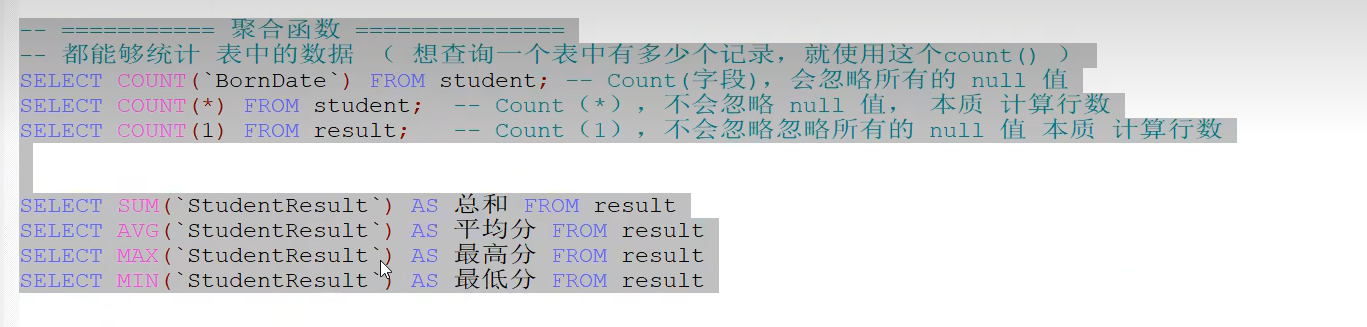 -- =========== 聚合函数 ===============
-- 都能够统计 表中的数据 （ 想查询一个表中有多少个记录，就使用这个count() ）
SELECT COUNT(`BornDate`) FROM student; -- Count(字段)，会忽略所有的 null 值
SELECT COUNT(*) FROM student;  -- Count（*），不会忽略 null 值， 本质 计算行数
SELECT COUNT(1) FROM result;   -- Count（1），不会忽略忽略所有的 null 值 本质 计算行数
SELECT SUM(`StudentResult`) AS 总和 FROM result
SELECT AVG(`StudentResult`) AS 平均分 FROM result
SELECT MAX(`StudentResult`) AS 最高分 FROM result
SELECT MIN(`StudentResult`) AS 最低分 FROM result